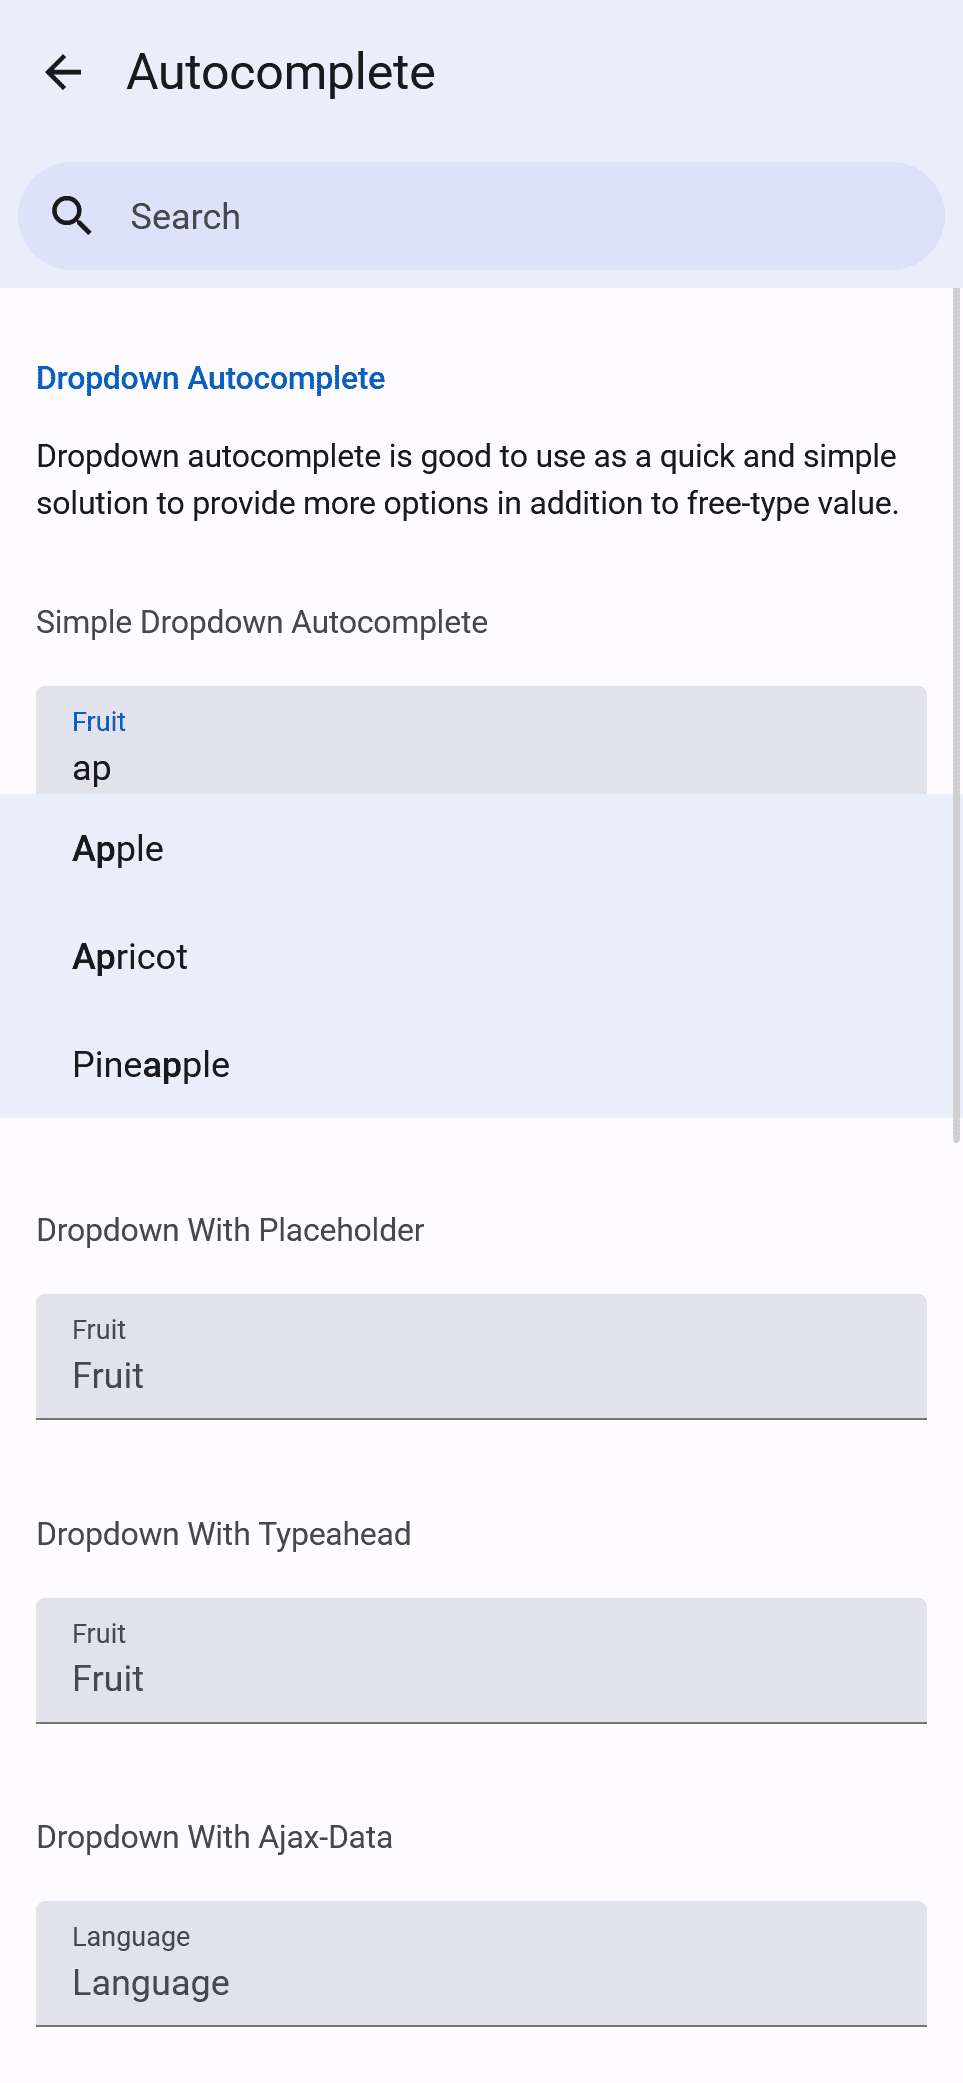 Autocomplete
Search
Dropdown Autocomplete
Dropdown autocomplete is good to use as a quick and simple
solution to provide more options in addition to free-type value.
Simple Dropdown Autocomplete
Fruit
ap
Apple
Apricot
Pineapple
Dropdown With Placeholder
Fruit
Fruit
Dropdown With Typeahead
Fruit
Fruit
Dropdown With Ajax-Data
Language
Language